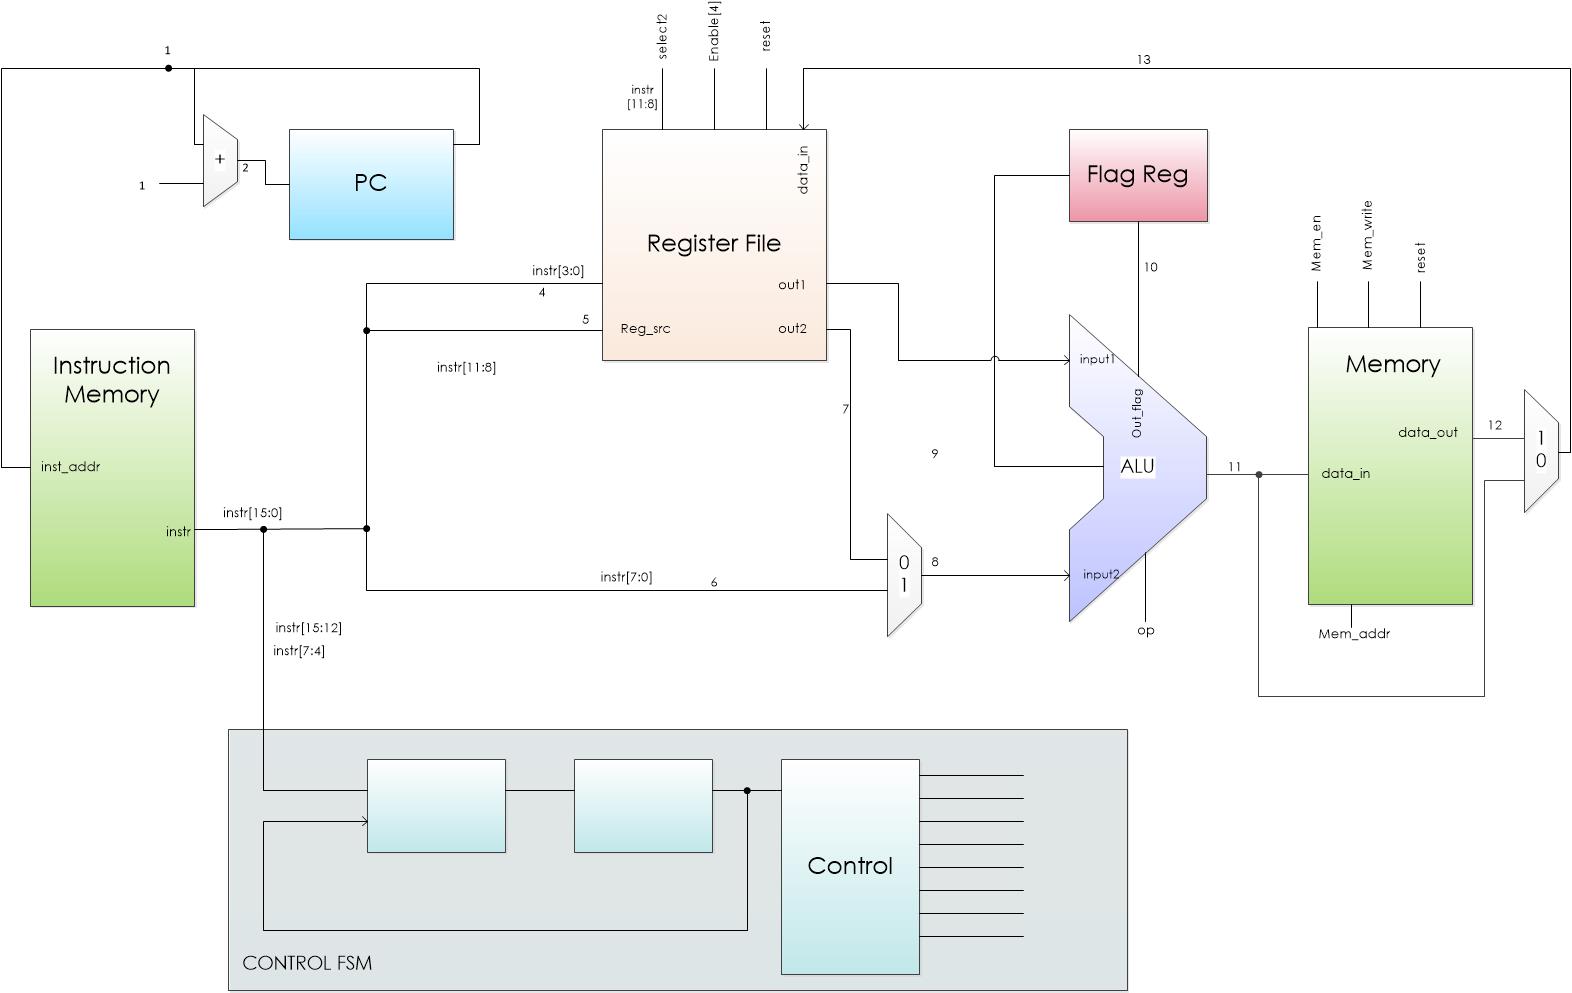 select2
Enable[4]
reset
1
13
instr
[11:8]
+
2
1
PC
data_in
Flag Reg
Register File
Mem_en
Mem_write
reset
10
instr[3:0]
4
out1
5
Reg_src
out2
Instruction
Memory
instr[11:8]
input1
Memory
7
Out_flag
9
ALU
11
12
data_out
1
0
data_in
inst_addr
instr[15:0]
instr
0
1
8
input2
instr[7:0]
6
instr[15:12]
instr[7:4]
op
Mem_addr
Control
CONTROL FSM